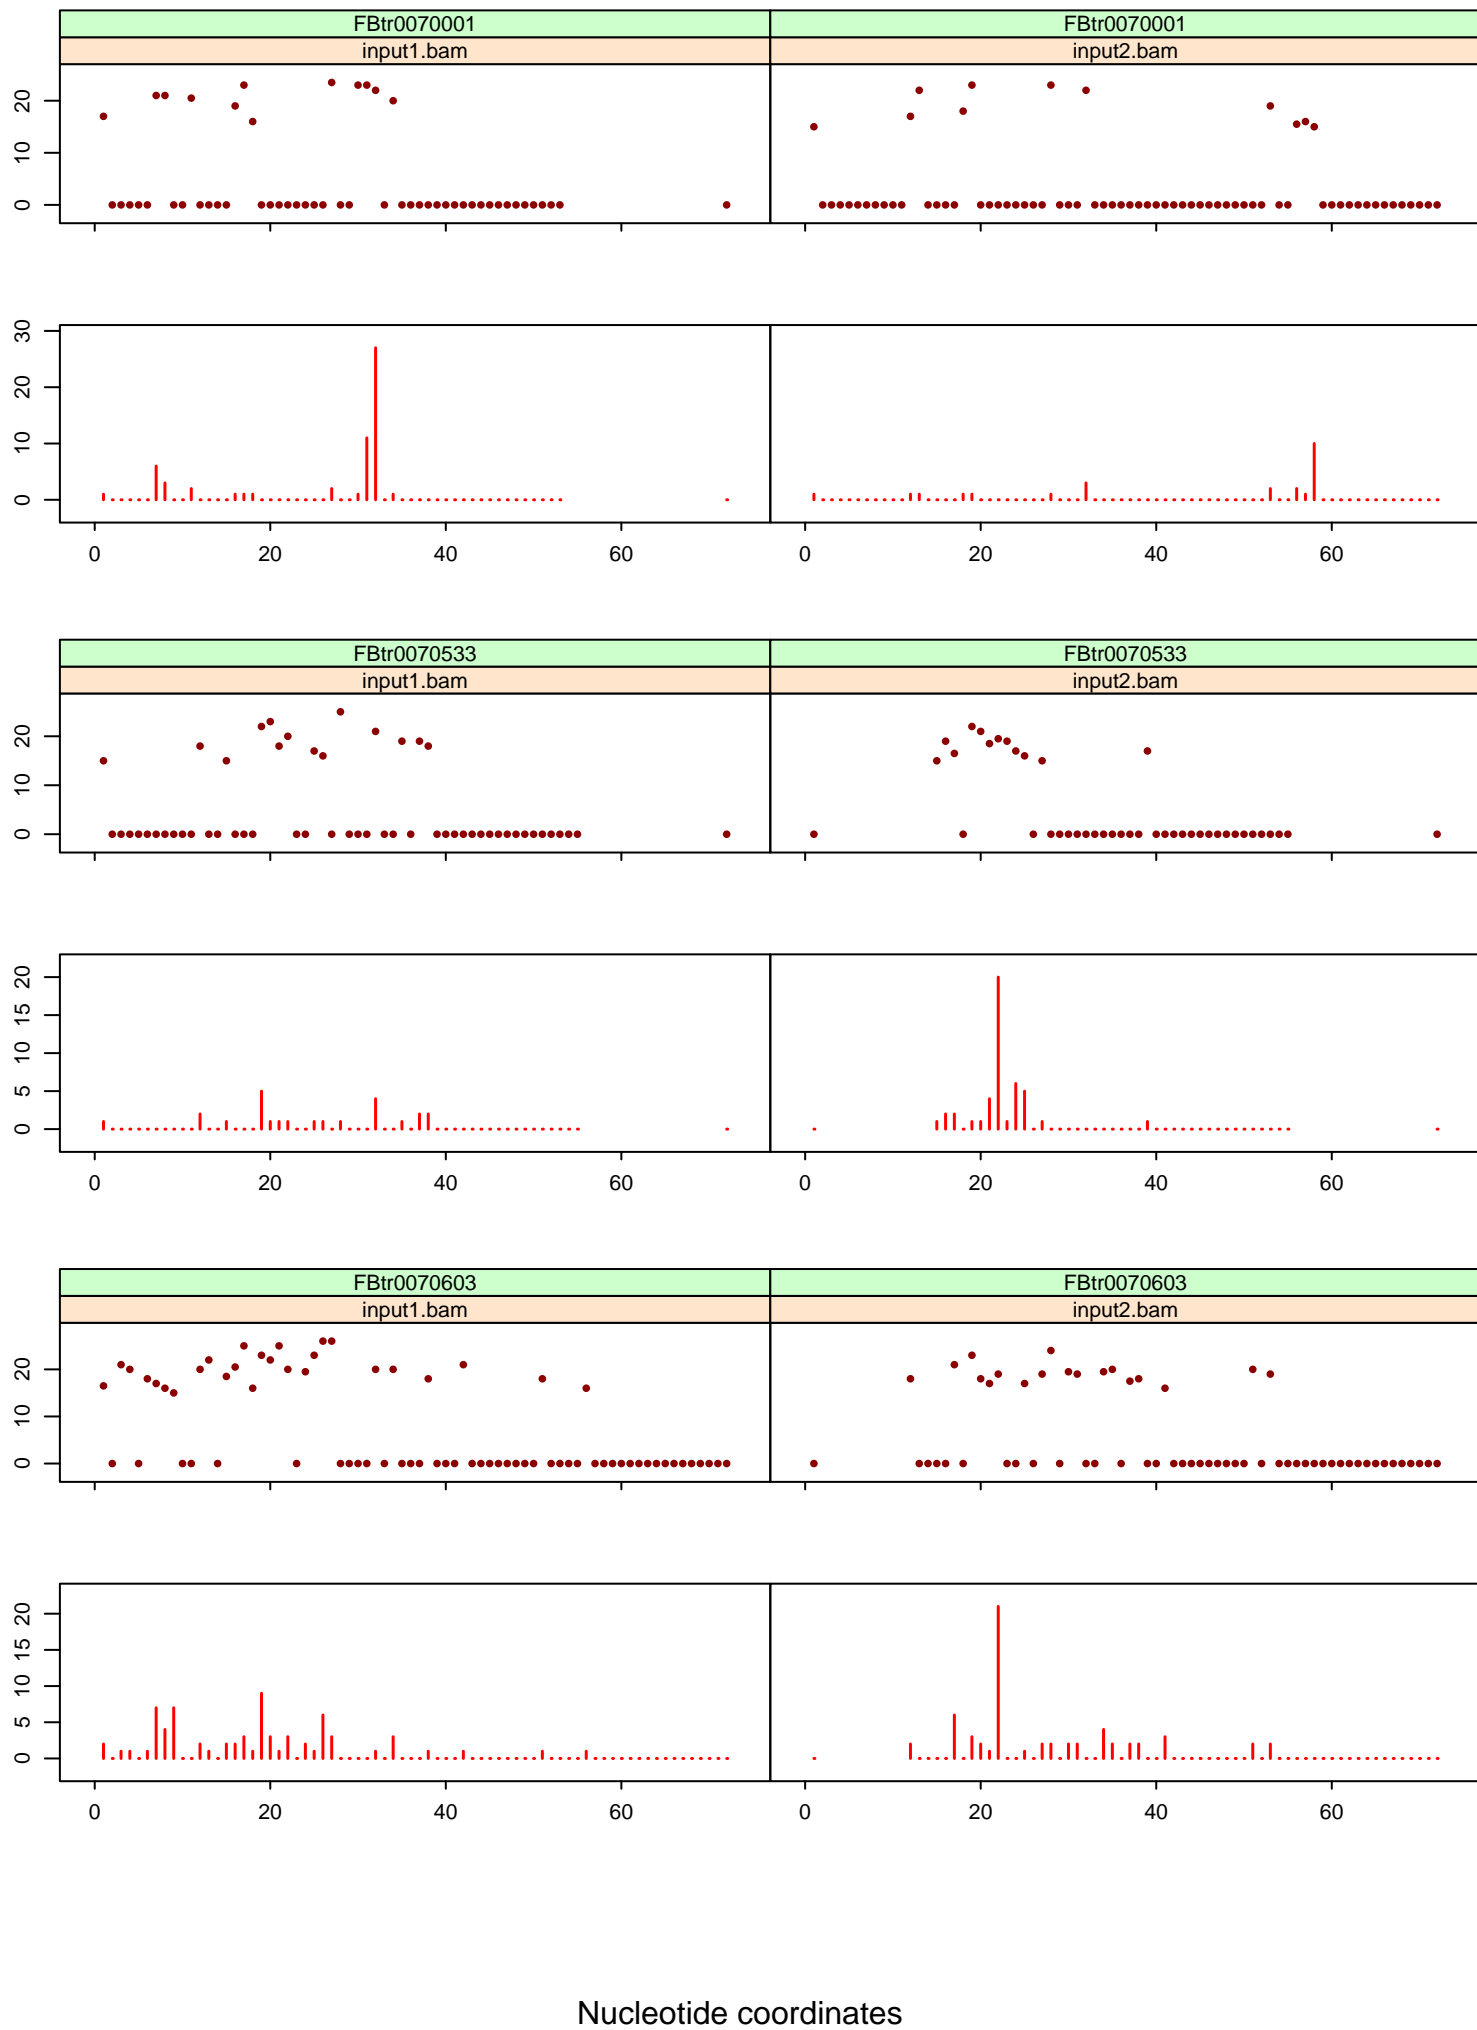 FBtr0070001 FBtr0070001
input1.bam input2.bam
20
10
0
30
20
10
0
0 20 40 60 0 20 40 60
FBtr0070533 FBtr0070533
input1.bam input2.bam
20
10
0
20
15
10
5
0
0 20 40 60 0 20 40 60
FBtr0070603 FBtr0070603
input1.bam input2.bam
20
10
0
20
15
10
5
0
0 20 40 60 0 20 40 60
Nucleotide coordinates